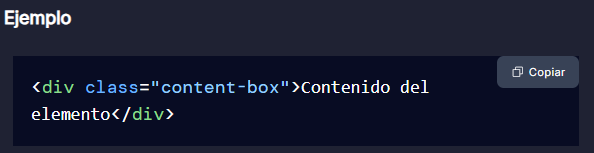 Ejemplo
Copiar
<div class="content-box">Contenido del
elemento</div>